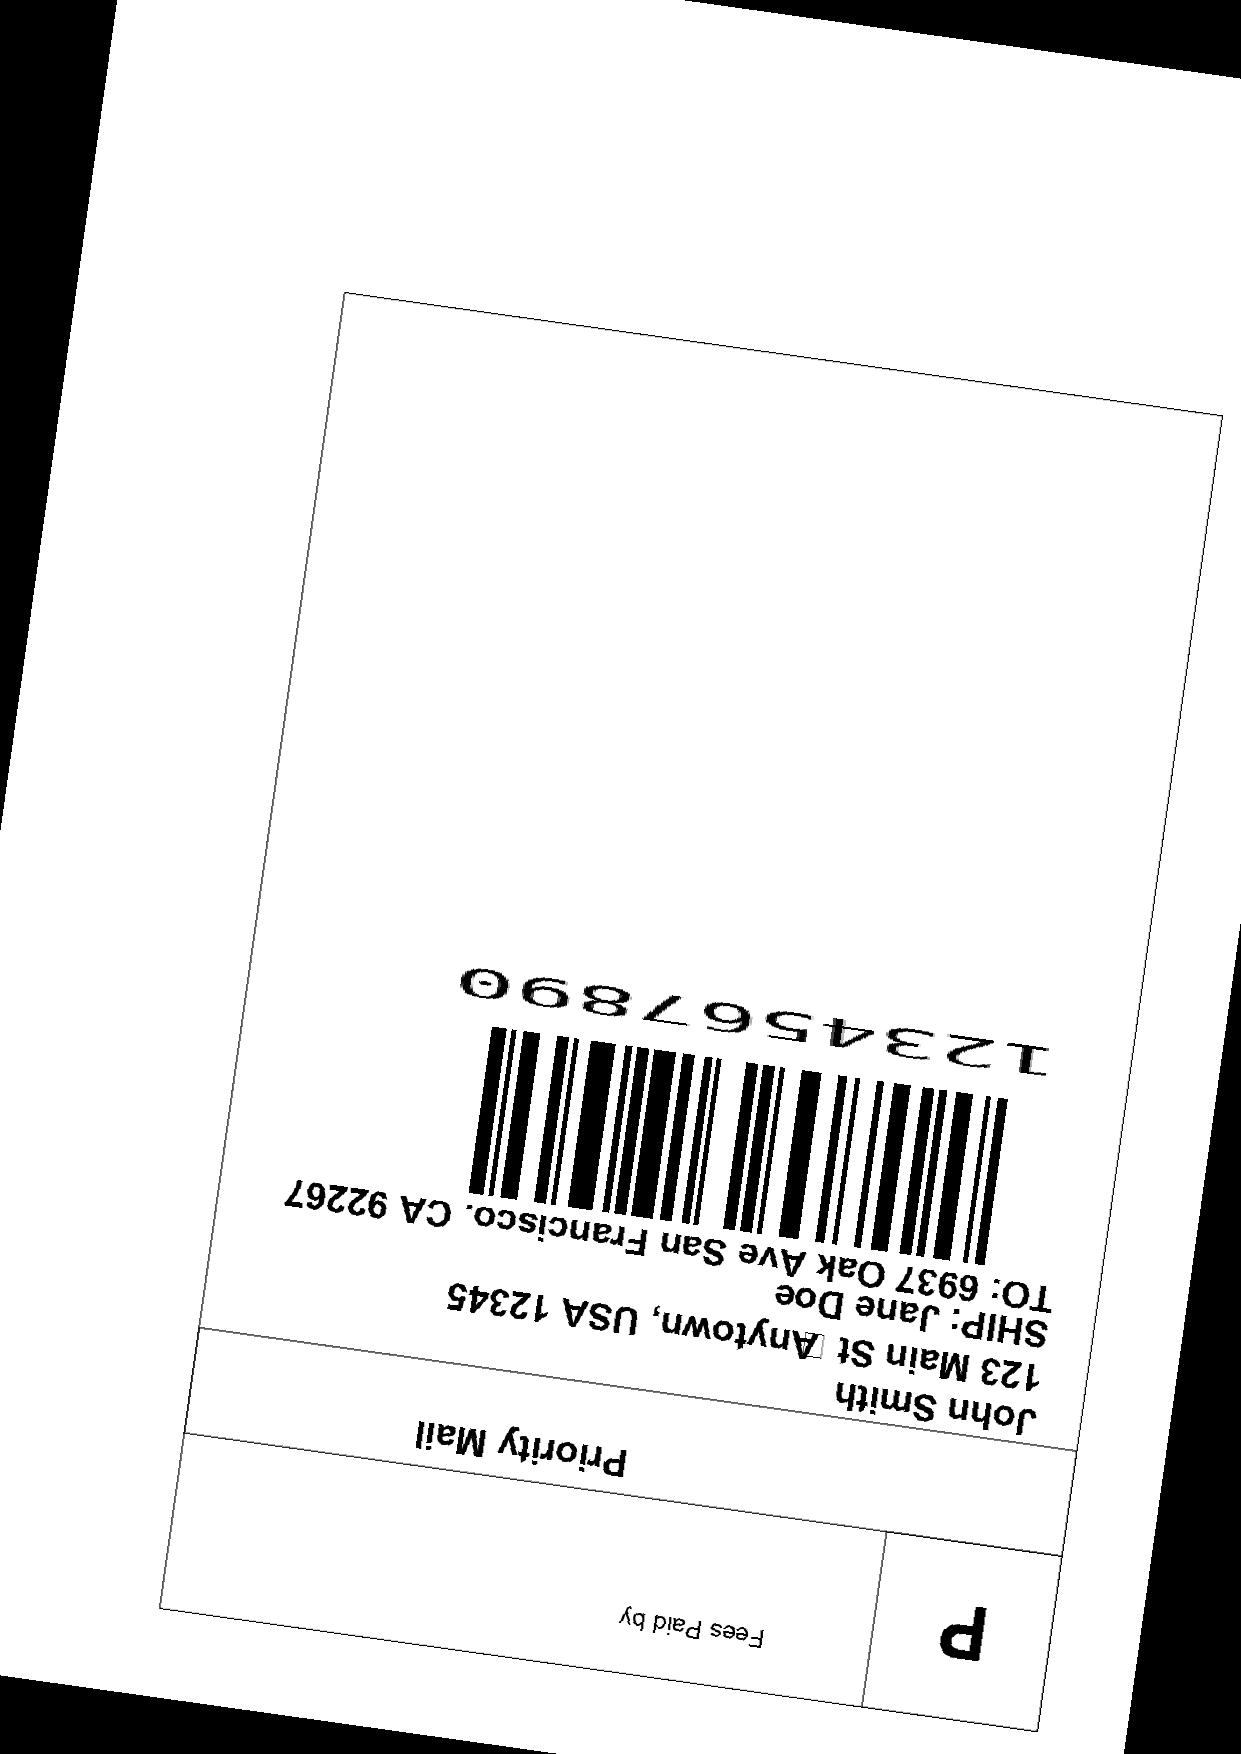 P
Fees Paid by
Priority Mail
John Smith
123 Main St Anytown, USA 12345
SHIP: Jane Doe
TO: 6937 Oak Ave San Francisco. CA 92267
1234567890